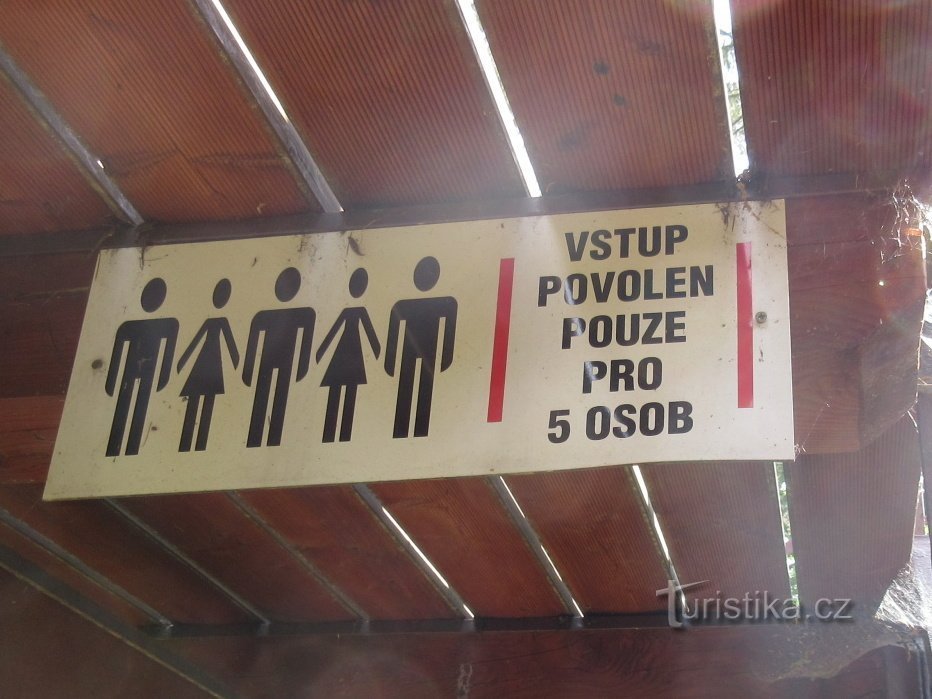 VSTUP
POVOLEN
POUZE
PRO
5 OSOB
Turistika.cz